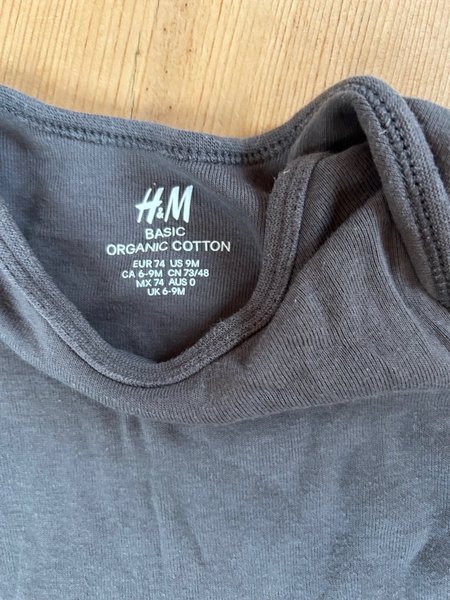 H&M
BASIC
ORGANIC COTTON
EUR 74 US 9M
CA 6-9M CN 73/48
MX 74 AUS 0
UK 6-9M